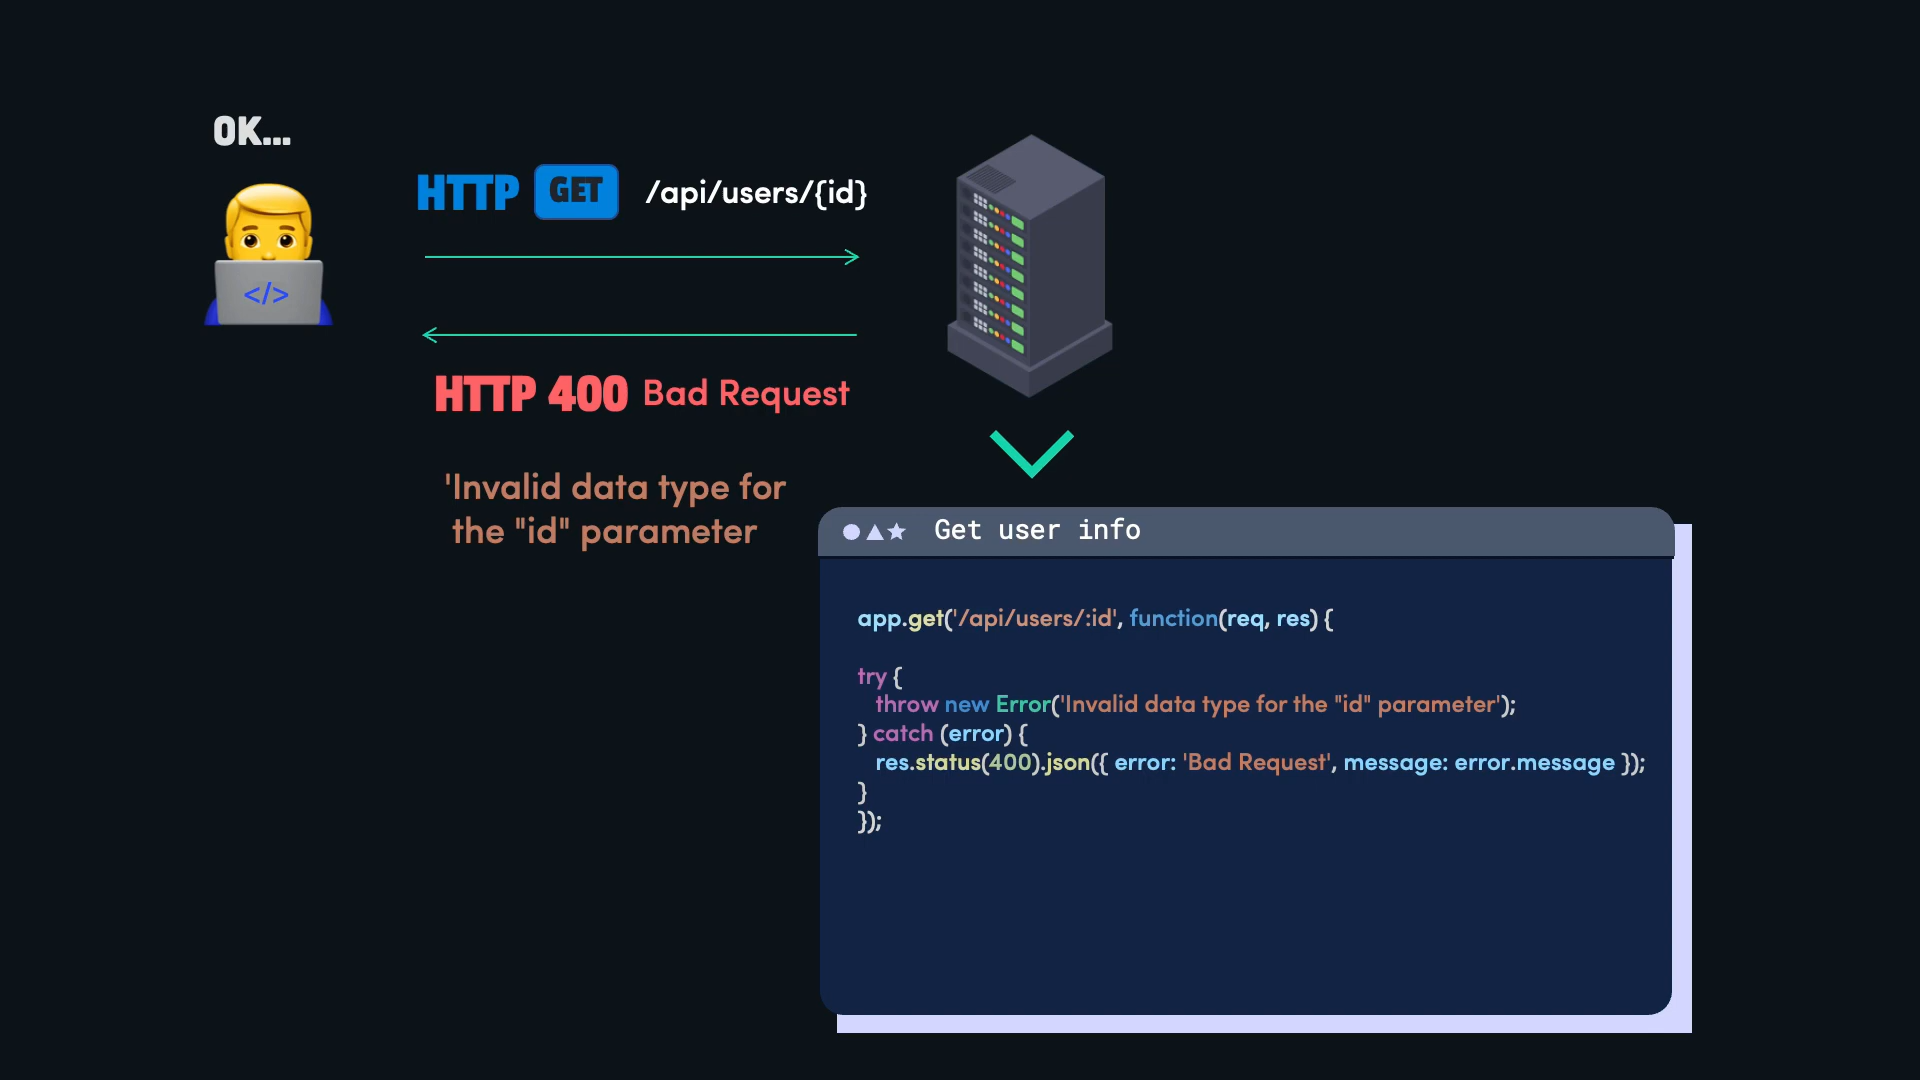 OK...
HTTP GET /api/users/{id}
</>
HTTP 400 Bad Request
'Invalid data type for
the "id" parameter
Get user info
app.get('/api/users/:id', function(req, res) {
try {
throw new Error('Invalid data type for the "id" parameter');
} catch (error) {
res.status(400).json({ error: 'Bad Request', message: error.message });
}
});